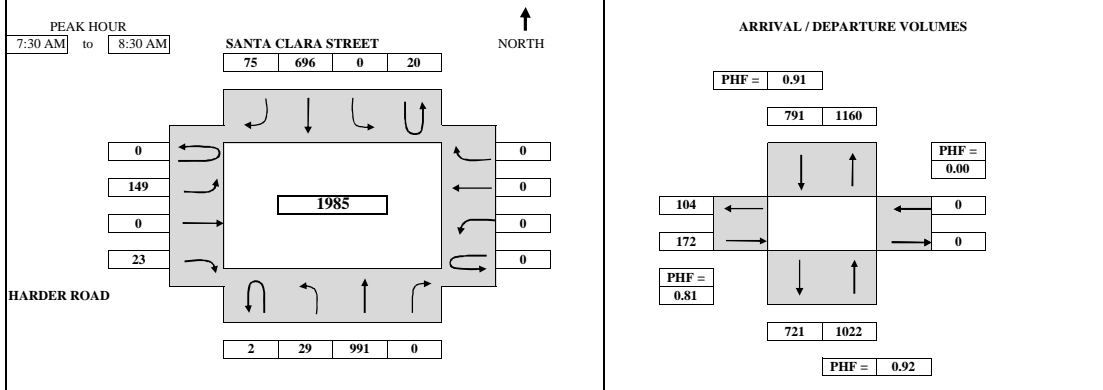 PEAK HOUR
7:30 AM to 8:30 AM
SANTA CLARA STREET
NORTH
75 696 0 20
0 0
149 0
1985
0 0
23 0
HARDER ROAD
2 29 991 0
ARRIVAL / DEPARTURE VOLUMES
PHF = 0.91
791 1160
PHF =
0.00
104 0
172 0
PHF =
0.81
721 1022
PHF = 0.92